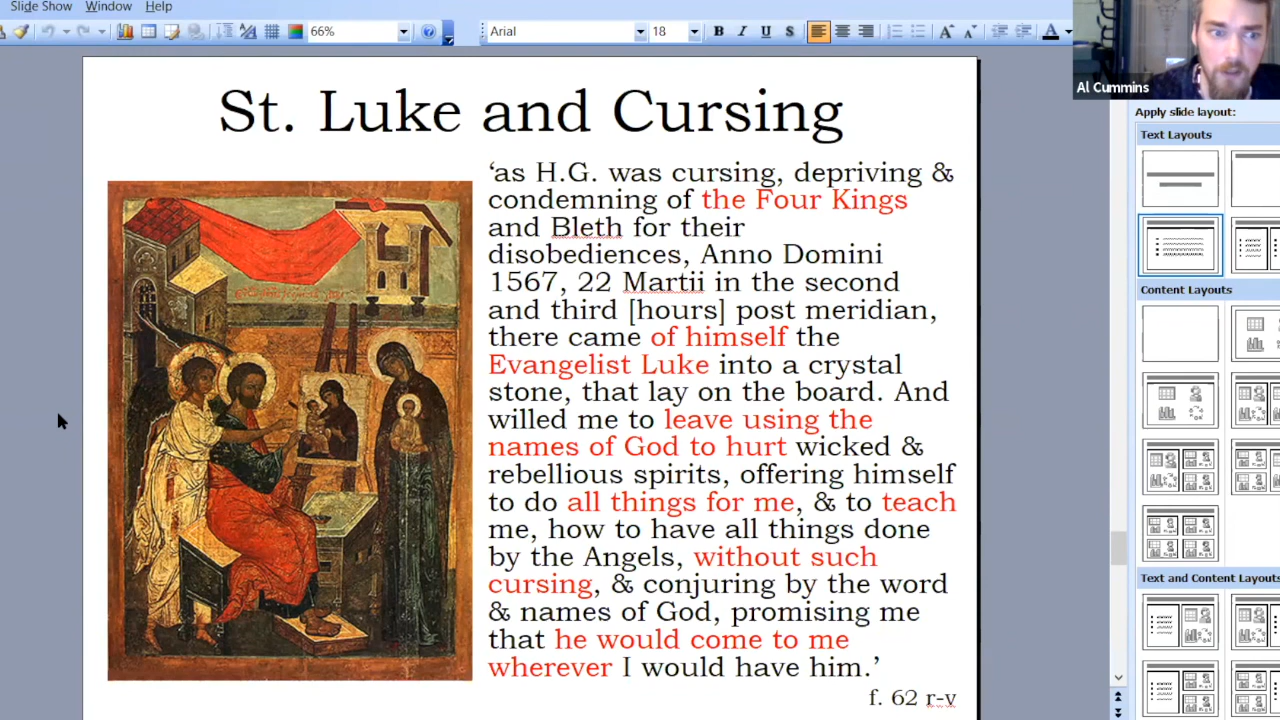 Slide Show Window Help
66% Arial 18 B I U S A A A
Al Cummins
Apply slide layout:
Text Layouts
Content Layouts
Text and Content Layouts
St. Luke and Cursing
‘as H.G. was cursing, depriving &
condemning of the Four Kings
and Bleth for their
disobediences, Anno Domini
1567, 22 Martii in the second
and third [hours] post meridian,
there came of himself the
Evangelist Luke into a crystal
stone, that lay on the board. And
willed me to leave using the
names of God to hurt wicked &
rebellious spirits, offering himself
to do all things for me, & to teach
me, how to have all things done
by the Angels, without such
cursing, & conjuring by the word
& names of God, promising me
that he would come to me
wherever I would have him.’
f. 62 r-v